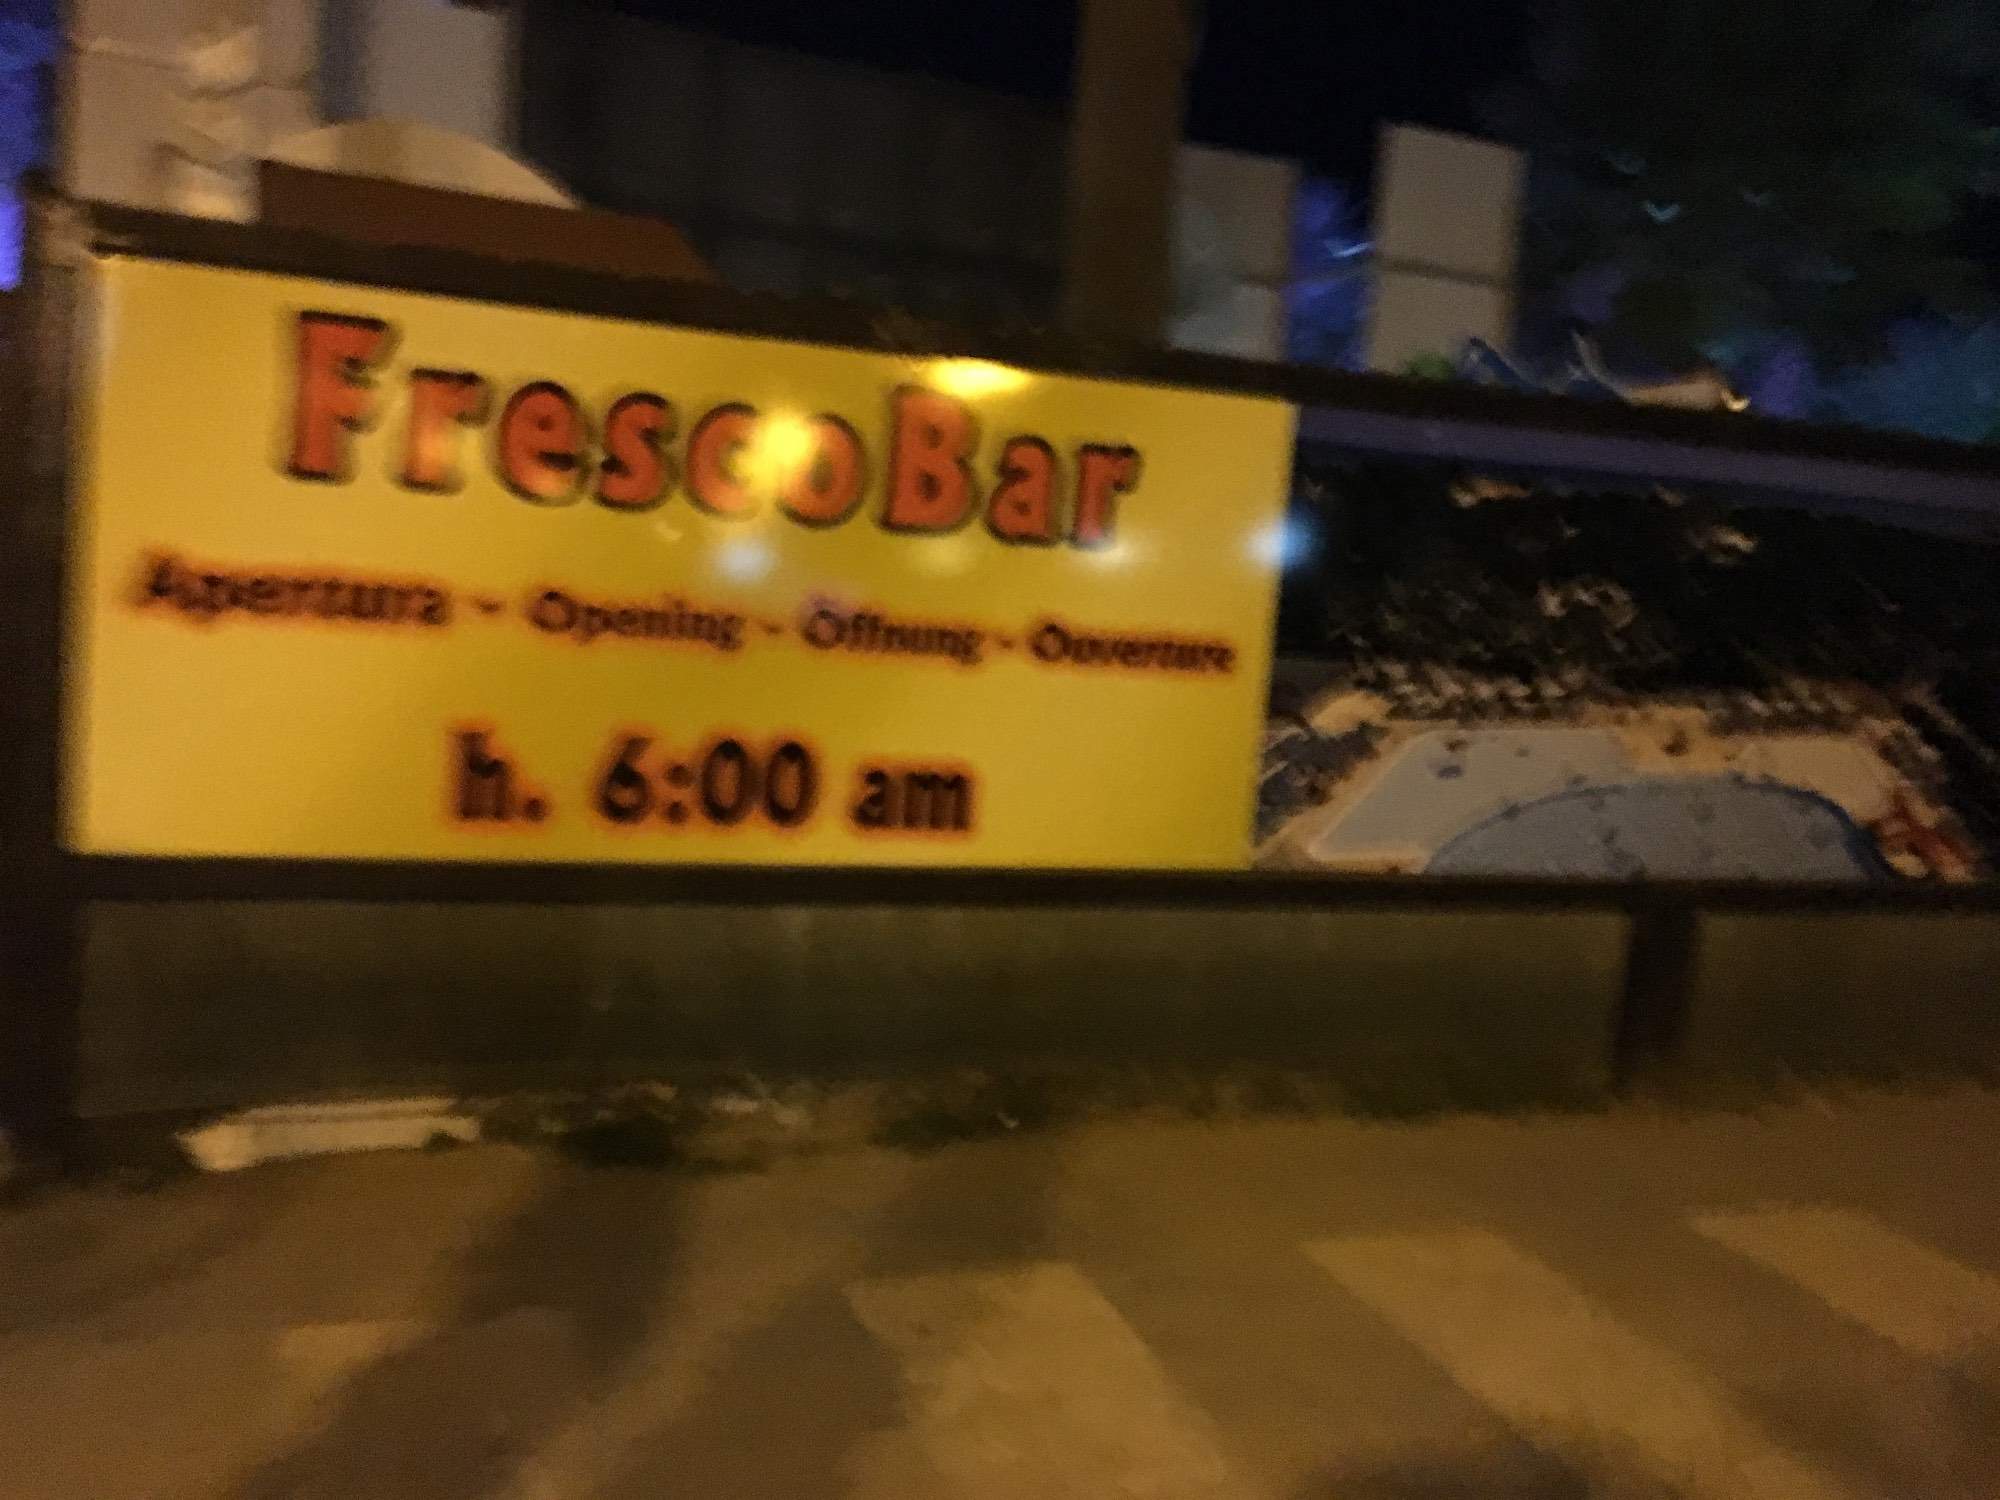 FrescoBar
Apertura - Opening - Öffnung - Ouverture
h. 6:00 am